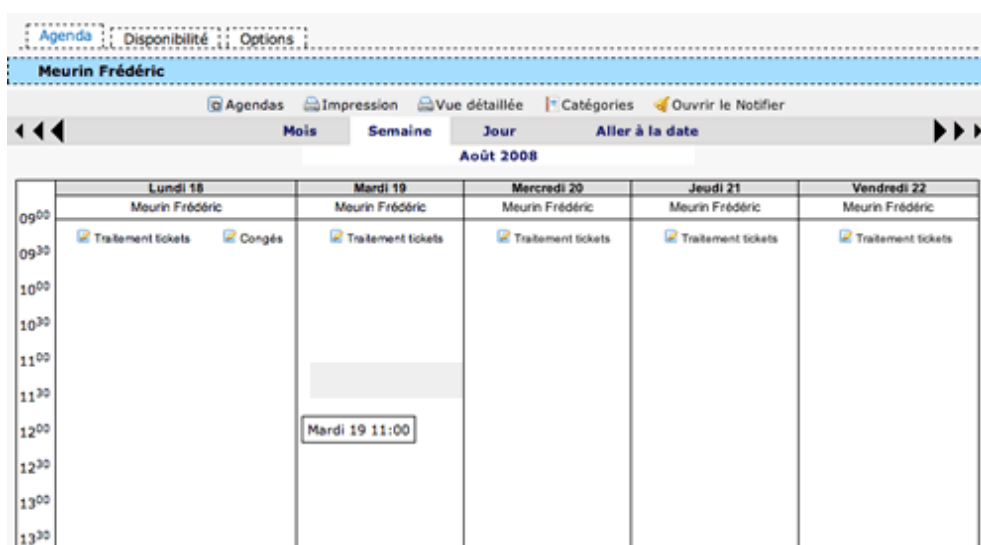 Agenda Disponibilité Options
Meurin Frédéric
Agendas Impression Vue détaillée Catégories Ouvrir le Notifier
Mois Semaine Jour Aller à la date
Août 2008
Lundi 18 Mardi 19 Mercredi 20 Jeudi 21 Vendredi 22
Meurin Frédéric Meurin Frédéric Meurin Frédéric Meurin Frédéric Meurin Frédéric
0900
Traitement tickets Congés Traitement tickets Traitement tickets Traitement tickets Traitement tickets
0930
1000
1030
1100
1130
1200 Mardi 19 11:00
1230
1300
1330